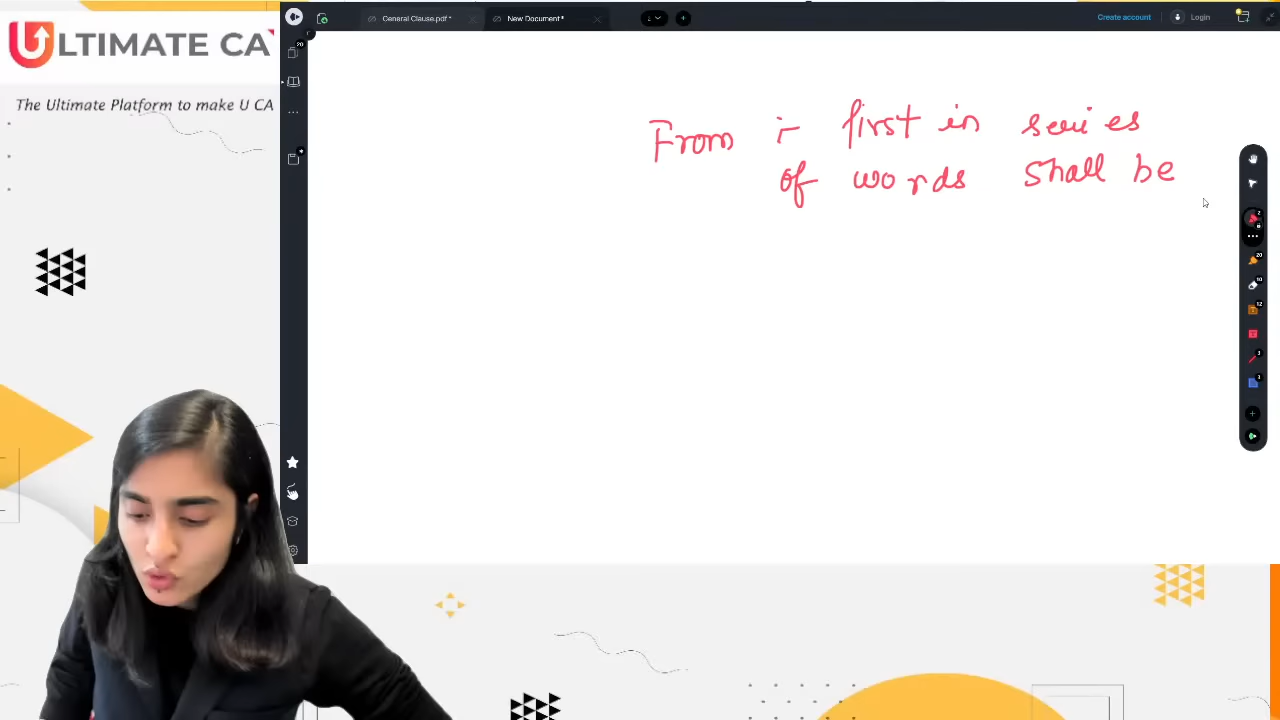 ULTIMATE CA
The Ultimate Platform to make U CA
General Clause.pdf *
New Document*
Create account
Login
From :- first in series
of words shall be